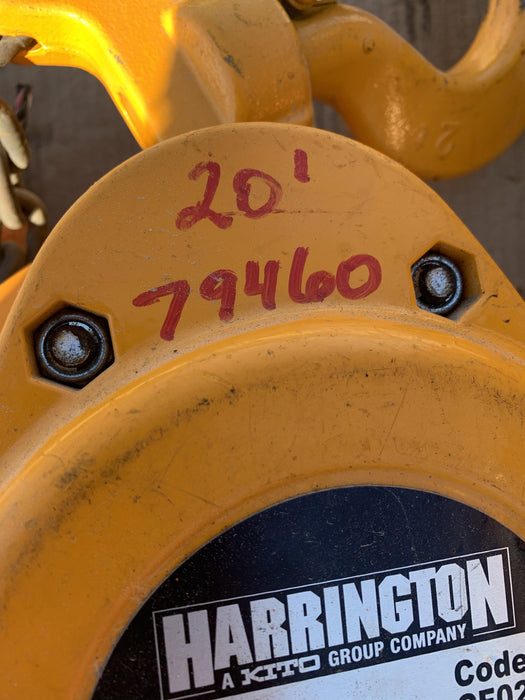 20'
79460
HARRINGTON
A KITO GROUP COMPANY
Code